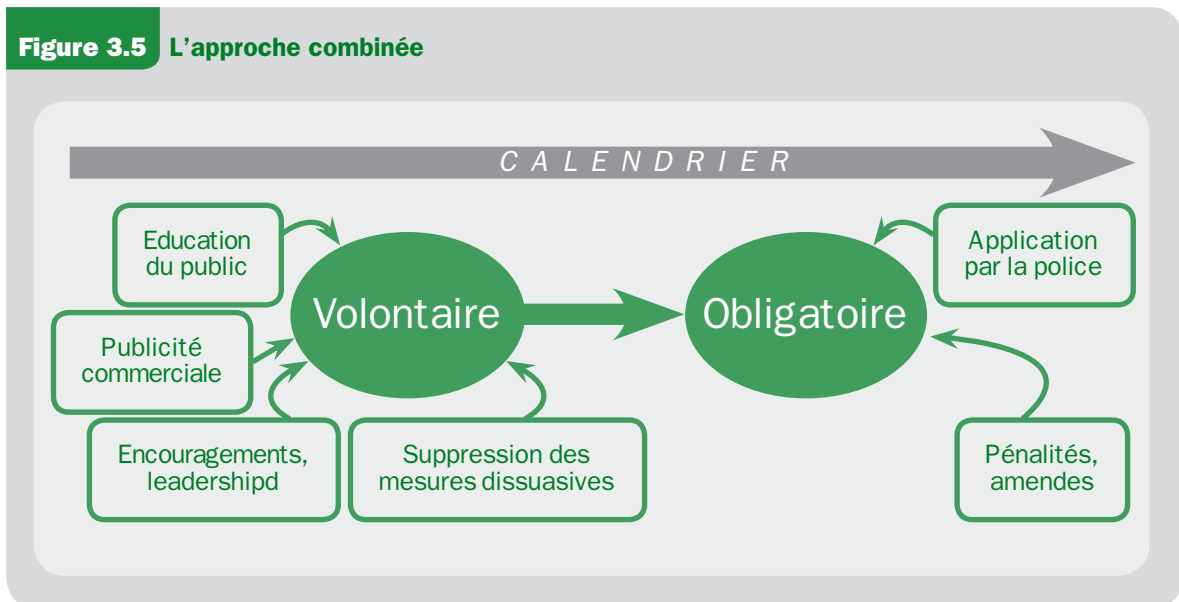 Figure 3.5 L'approche combinée
CALENDRIER
Education
du public
Publicité
commerciale
Encouragements,
leadershipd
Suppression des
mesures dissuasives
Volontaire
Obligatoire
Application
par la police
Pénalités,
amendes